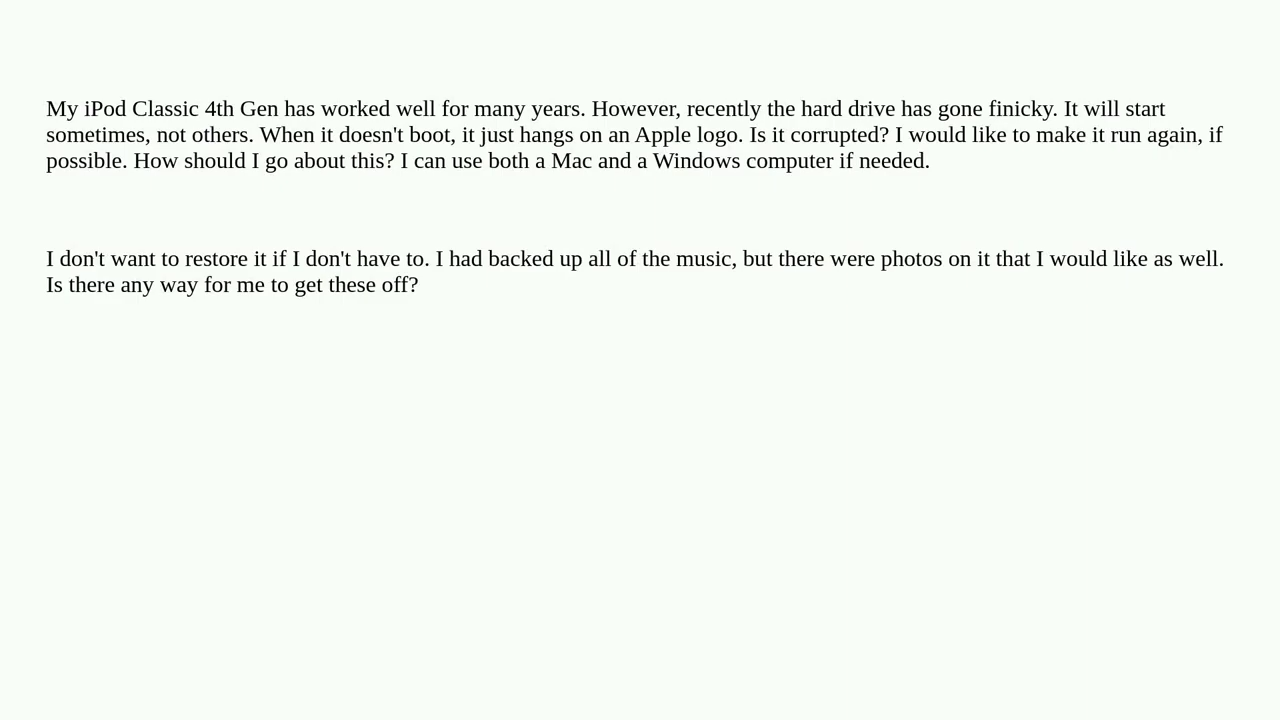 My iPod Classic 4th Gen has worked well for many years. However, recently the hard drive has gone finicky. It will start
sometimes, not others. When it doesn't boot, it just hangs on an Apple logo. Is it corrupted? I would like to make it run again, if
possible. How should I go about this? I can use both a Mac and a Windows computer if needed.
I don't want to restore it if I don't have to. I had backed up all of the music, but there were photos on it that I would like as well.
Is there any way for me to get these off?